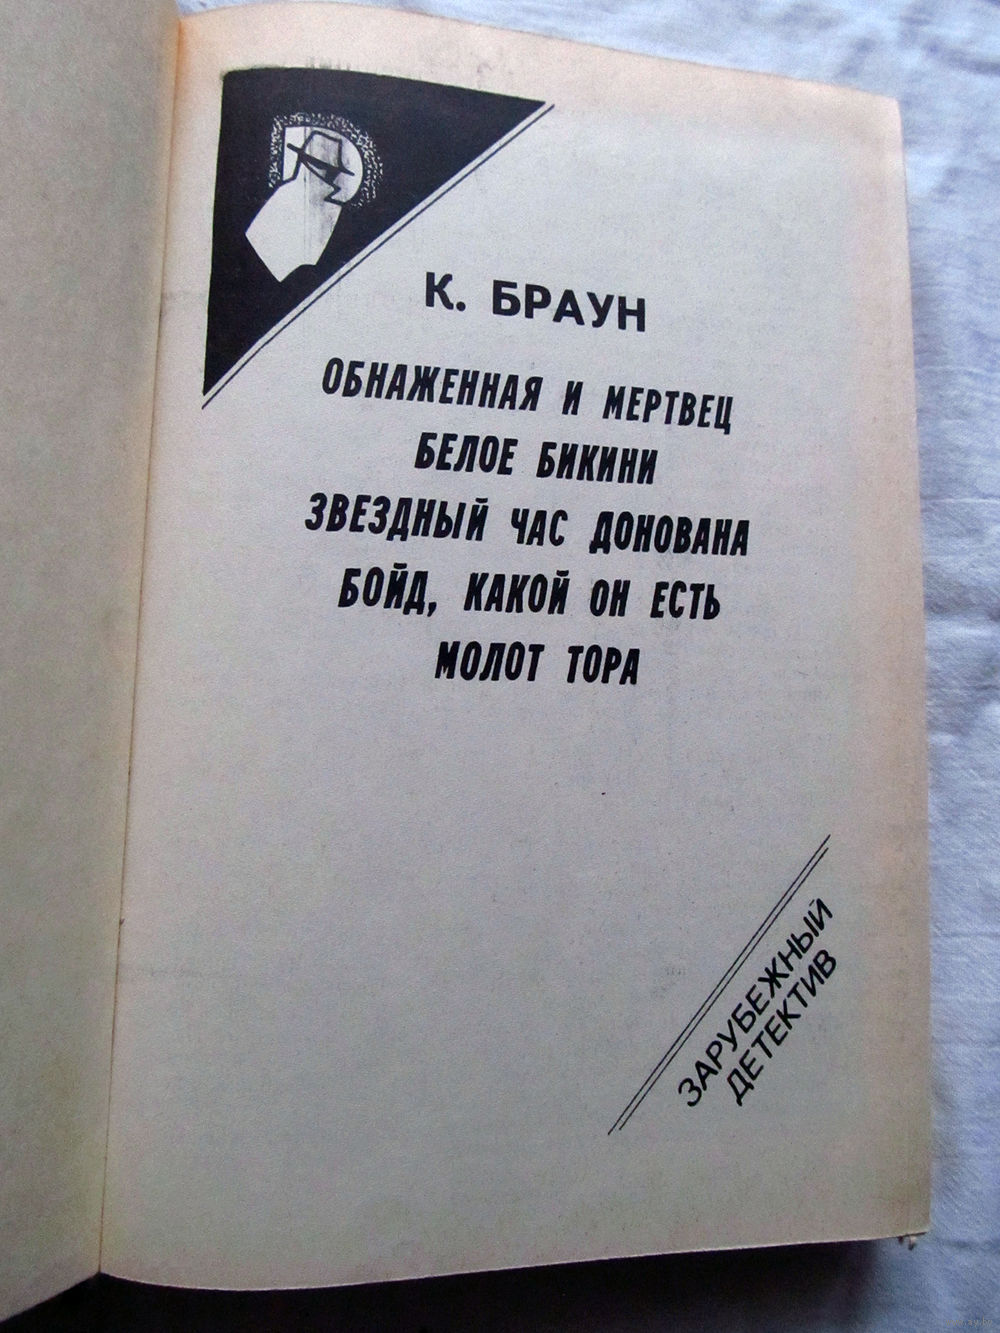 К. БРАУН
ОБНАЖЕННАЯ И МЕРТВЕЦ
БЕЛОЕ БИКИНИ
ЗВЕЗДНЫЙ ЧАС ДОНОВАНА
БОЙД, КАКОЙ ОН ЕСТЬ
МОЛОТ ТОРА
ЗАРУБЕЖНЫЙ
ДЕТЕКТИВ